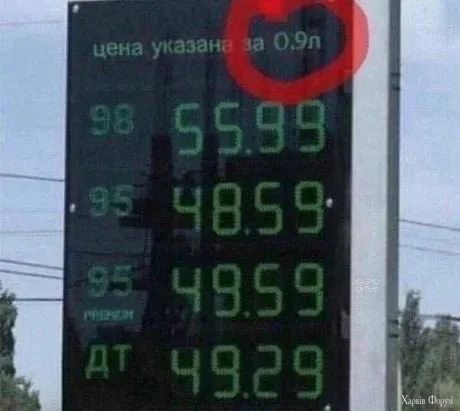 цена указана за 0.9л
98 55.99
95 48.59
95 49.59
PREMIUM
ДТ 49.29
Харків Форум